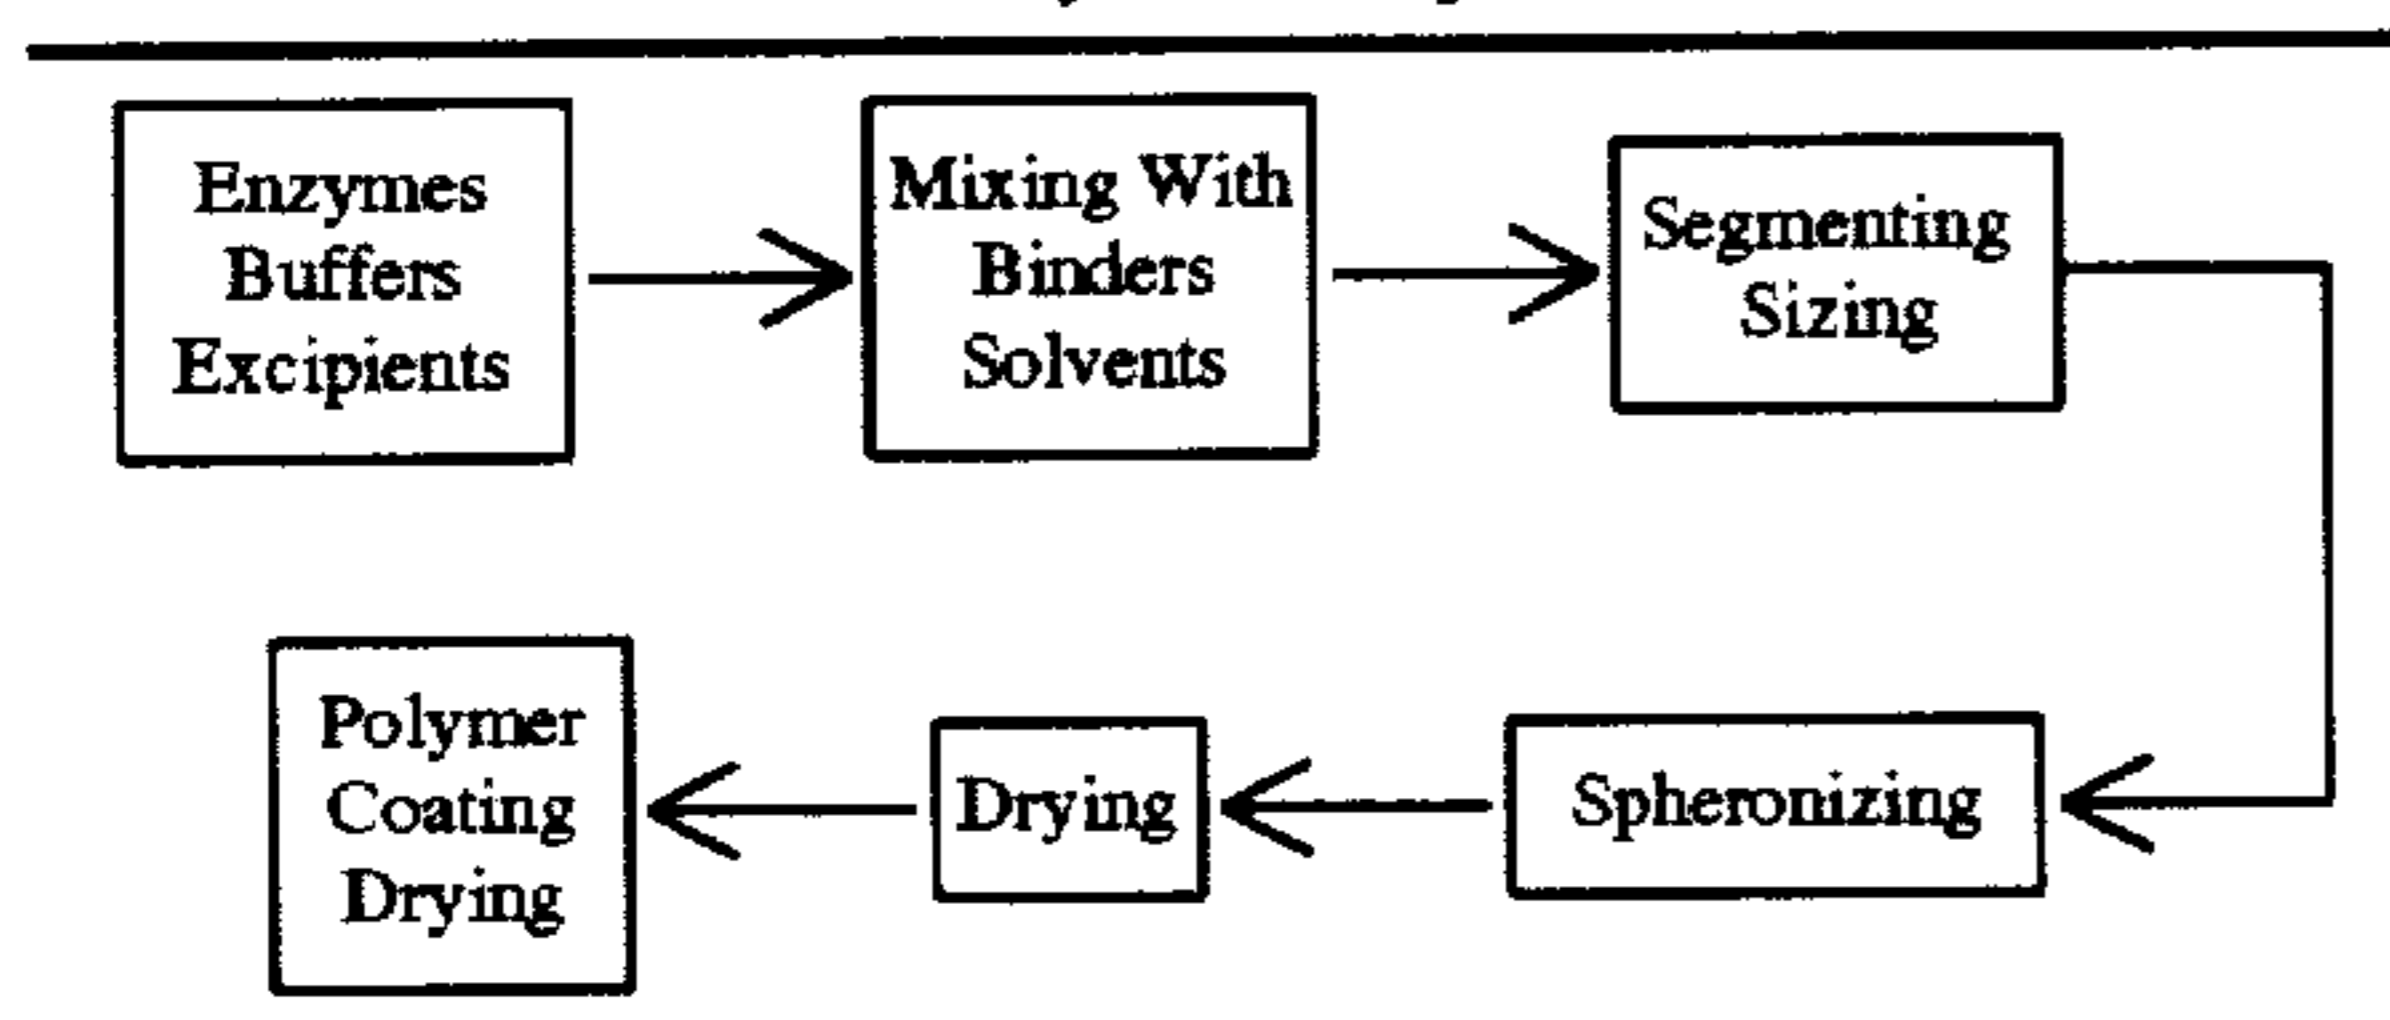 Enzymes
Buffers
Excipients
Mixing With
Binders
Solvents
Segmenting
Sizing
Spheronizing
Drying
Polymer
Coating
Drying